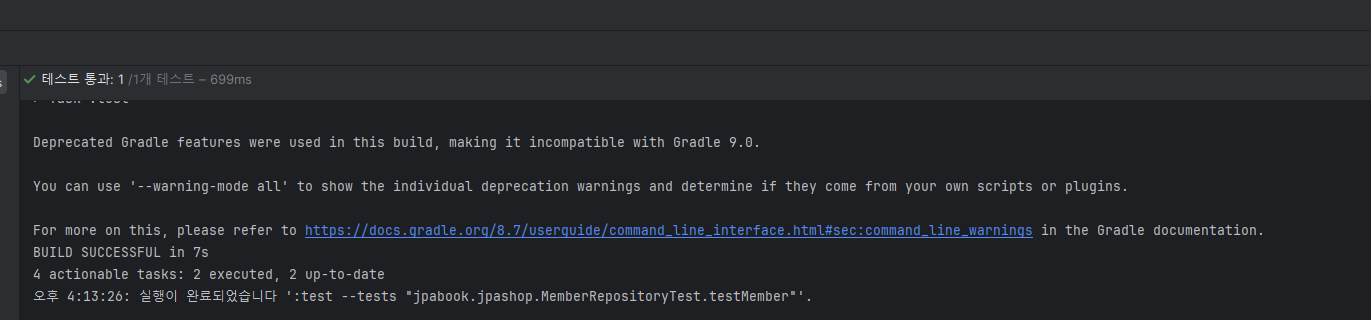 테스트 통과: 1 /1개 테스트 – 699ms
Deprecated Gradle features were used in this build, making it incompatible with Gradle 9.0.
You can use '--warning-mode all' to show the individual deprecation warnings and determine if they come from your own scripts or plugins.
For more on this, please refer to https://docs.gradle.org/8.7/userguide/command_line_interface.html#sec:command_line_warnings in the Gradle documentation.
BUILD SUCCESSFUL in 7s
4 actionable tasks: 2 executed, 2 up-to-date
오후 4:13:26: 실행이 완료되었습니다 ':test --tests "jpabook.jpashop.MemberRepositoryTest.testMember"'.